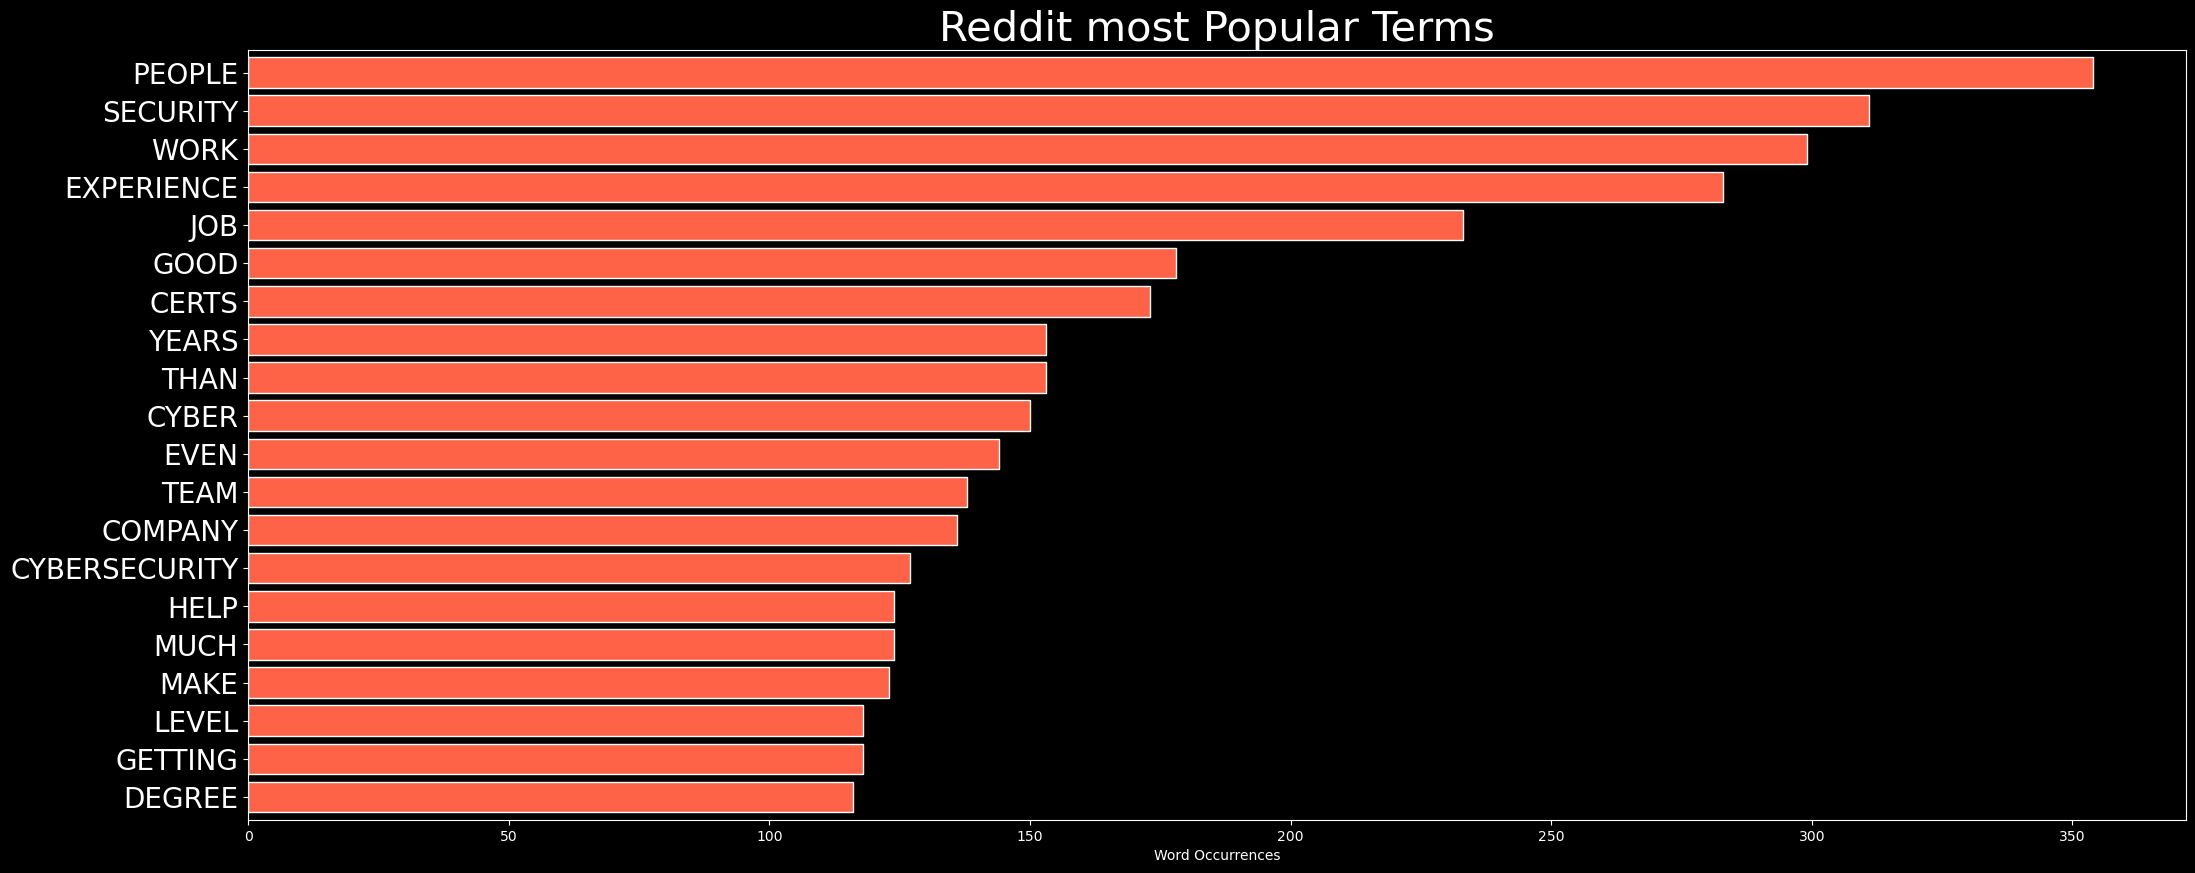 Reddit most Popular Terms
PEOPLE
SECURITY
WORK
EXPERIENCE
JOB
GOOD
CERTS
YEARS
THAN
CYBER
EVEN
TEAM
COMPANY
CYBERSECURITY
HELP
MUCH
MAKE
LEVEL
GETTING
DEGREE
0 50 100 150 200 250 300 350
Word Occurrences